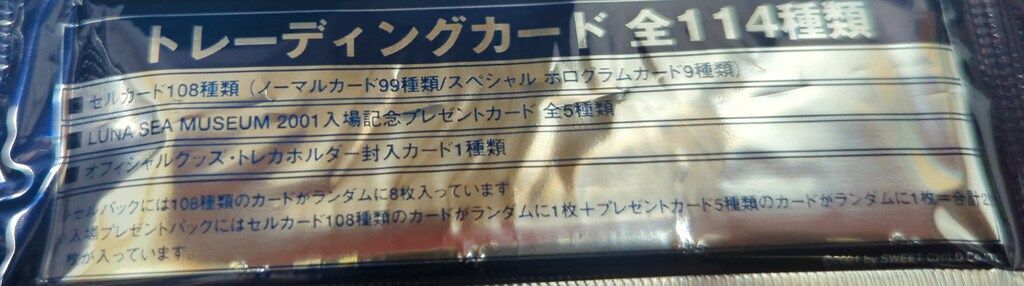 トレーディングカード 全114種類
■ セルカード108種類 (ノーマルカード99種類/スペシャル ホログラムカード9種類)
■ LUNA SEA MUSEUM 2001入場記念プレゼントカード 全5種類
■ オフィシャルグッズ・トレカホルダー封入カード1種類
セルパックには108種類のカードがランダムに8枚入っています。
入場プレゼントパックにはセルカード108種類のカードがランダムに1枚+プレゼントカード5種類のカードがランダムに1枚=合計2
枚が入っています。
by SWEET CHILD